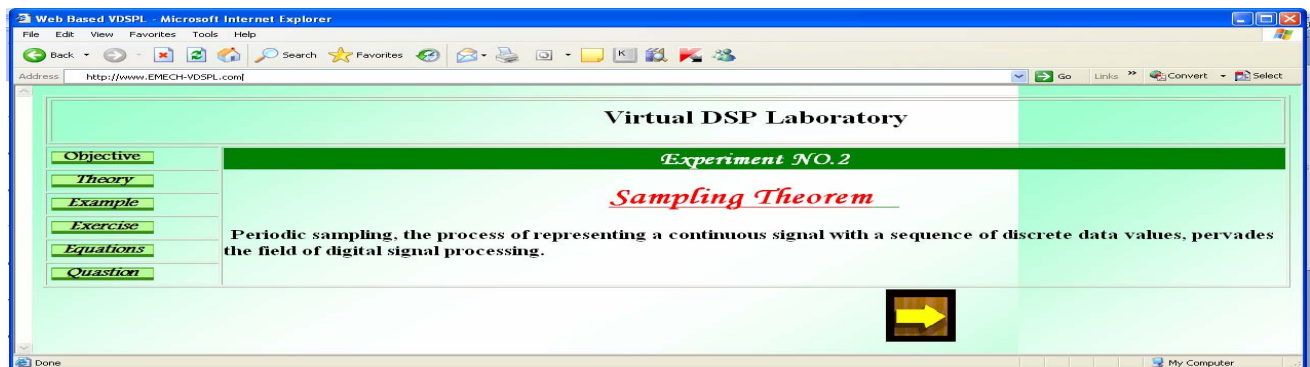 Web Based VDSPL - Microsoft Internet Explorer
File Edit View Favorites Tools Help
Back Search Favorites K
Address http://www.EMECH-VDSPL.com/ Go Links » Convert Select
Virtual DSP Laboratory
Objective
Theory
Example
Exercise
Equations
Quastion
Experiment NO.2
Sampling Theorem
Periodic sampling, the process of representing a continuous signal with a sequence of discrete data values, pervades
the field of digital signal processing.
Done My Computer